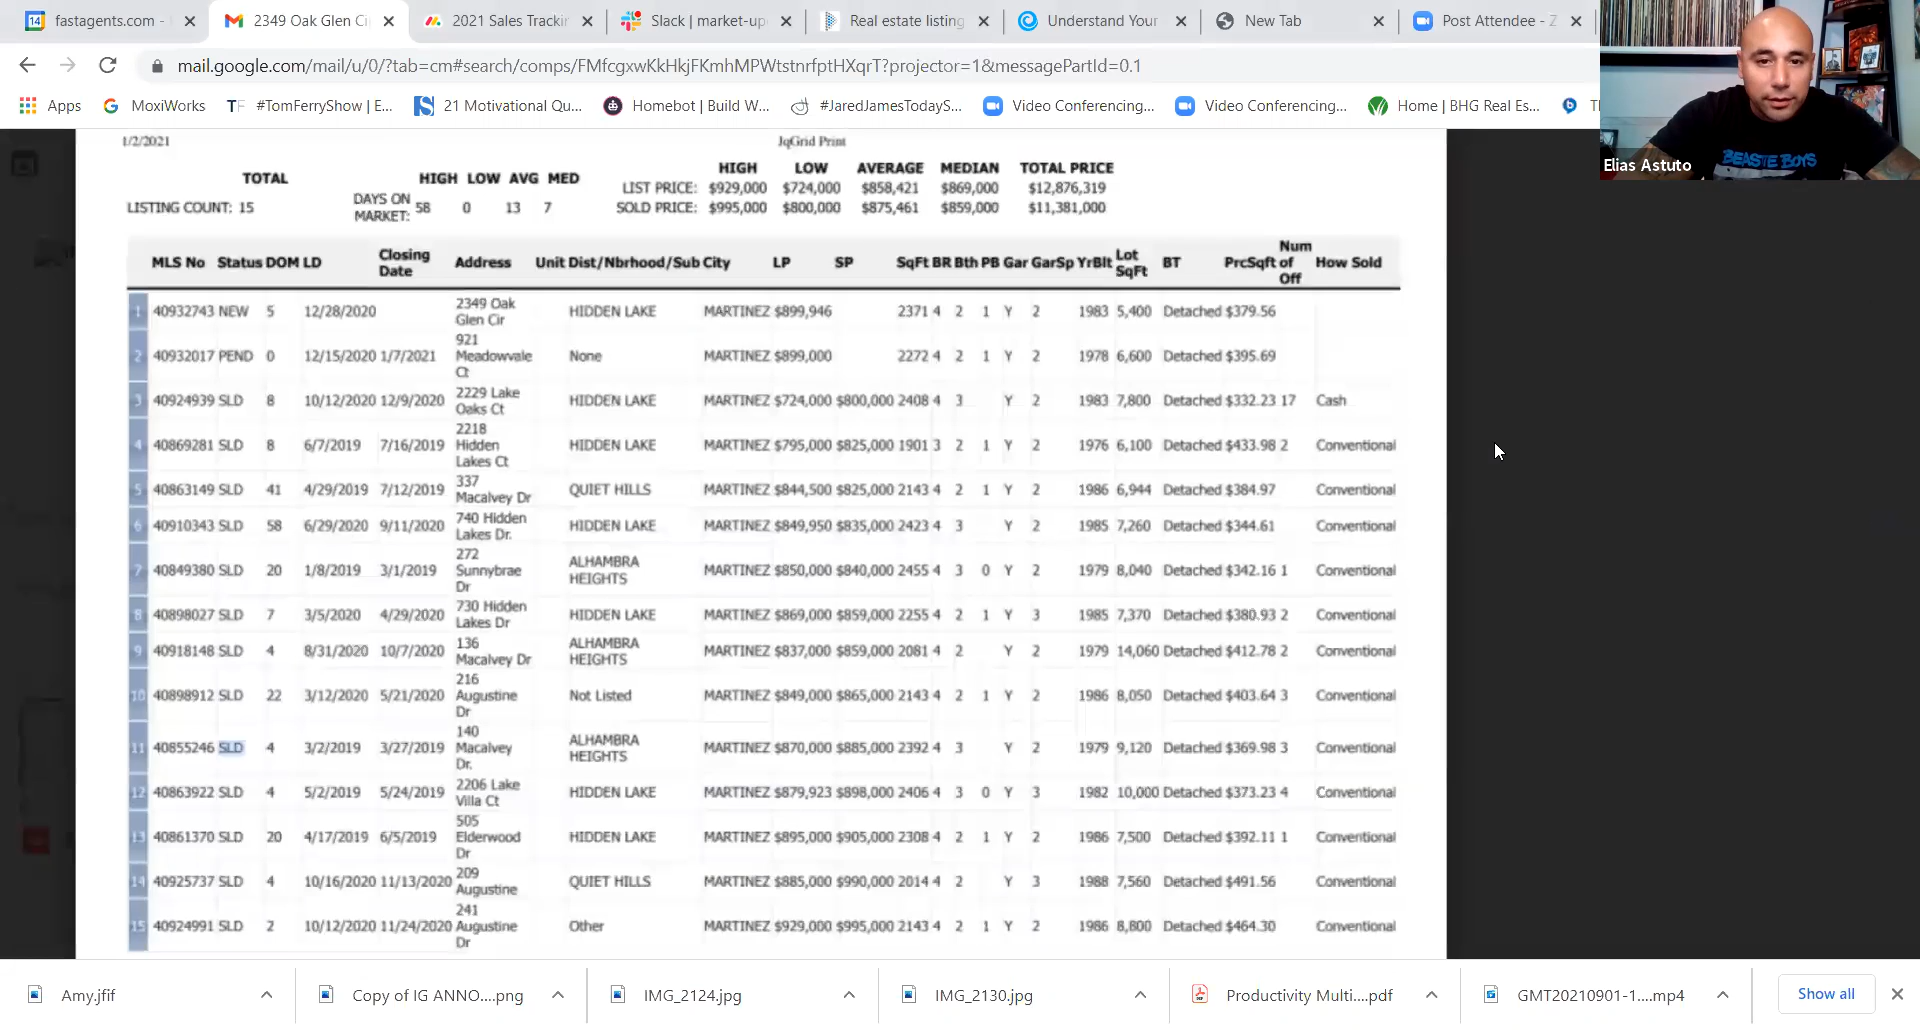 fastagents.com -
2349 Oak Glen Ci
2021 Sales Trackin
Slack | market-up
Real estate listing
Understand Your
New Tab
Post Attendee - Z
mail.google.com/mail/u/0/?tab=cm#search/comps/FMfcgxwKkHkjFKmhMPWtstnrfptHXqrT?projector=1&messagePartId=0.1
Apps
MoxiWorks
#TomFerryShow | E...
21 Motivational Qu...
Homebot | Build W...
#JaredJamesTodayS...
Video Conferencing...
Video Conferencing...
Home | BHG Real Es...
BEASTIE BOYS
Elias Astuto
1/2/2021 JqGrid Print
TOTAL HIGH LOW AVG MED HIGH LOW AVERAGE MEDIAN TOTAL PRICE
LISTING COUNT: 15 DAYS ON MARKET: 58 0 13 7
LIST PRICE: $929,000 $724,000 $858,421 $869,000 $12,876,319
SOLD PRICE: $995,000 $800,000 $875,461 $859,000 $11,381,000
MLS No Status DOM LD Closing Date Address Unit Dist/Nbrhood/Sub City LP SP SqFt BR Bth PB Gar GarSp YrBlt Lot SqFt BT PrcSqft Num of Off How Sold
1 40932743 NEW 5 12/28/2020 2349 Oak Glen Cir HIDDEN LAKE MARTINEZ $899,946 2371 4 2 1 Y 2 1983 5,400 Detached $379.56
2 40932017 PEND 0 12/15/2020 1/7/2021 921 Meadowvale Ct None MARTINEZ $899,000 2272 4 2 1 Y 2 1978 6,600 Detached $395.69
3 40924939 SLD 8 10/12/2020 12/9/2020 2229 Lake Oaks Ct HIDDEN LAKE MARTINEZ $724,000 $800,000 2408 4 3 Y 2 1983 7,800 Detached $332.23 17 Cash
4 40869281 SLD 8 6/7/2019 7/16/2019 2218 Hidden Lakes Ct HIDDEN LAKE MARTINEZ $795,000 $825,000 1901 3 2 1 Y 2 1976 6,100 Detached $433.98 2 Conventional
5 40863149 SLD 41 4/29/2019 7/12/2019 337 Macalvey Dr QUIET HILLS MARTINEZ $844,500 $825,000 2143 4 2 1 Y 2 1986 6,944 Detached $384.97 Conventional
6 40910343 SLD 58 6/29/2020 9/11/2020 740 Hidden Lakes Dr. HIDDEN LAKE MARTINEZ $849,950 $835,000 2423 4 3 Y 2 1985 7,260 Detached $344.61 Conventional
7 40849380 SLD 20 1/8/2019 3/1/2019 272 Sunnybrae Dr ALHAMBRA HEIGHTS MARTINEZ $850,000 $840,000 2455 4 3 0 Y 2 1979 8,040 Detached $342.16 1 Conventional
8 40898027 SLD 7 3/5/2020 4/29/2020 730 Hidden Lakes Dr HIDDEN LAKE MARTINEZ $869,000 $859,000 2255 4 2 1 Y 3 1985 7,370 Detached $380.93 2 Conventional
9 40918148 SLD 4 8/31/2020 10/7/2020 136 Macalvey Dr ALHAMBRA HEIGHTS MARTINEZ $837,000 $859,000 2081 4 2 Y 2 1979 14,060 Detached $412.78 2 Conventional
10 40898912 SLD 22 3/12/2020 5/21/2020 216 Augustine Dr Not Listed MARTINEZ $849,000 $865,000 2143 4 2 1 Y 2 1986 8,050 Detached $403.64 3 Conventional
11 40855246 SLD 4 3/2/2019 3/27/2019 140 Macalvey Dr. ALHAMBRA HEIGHTS MARTINEZ $870,000 $885,000 2392 4 3 Y 2 1979 9,120 Detached $369.98 3 Conventional
12 40863922 SLD 4 5/2/2019 5/24/2019 2206 Lake Villa Ct HIDDEN LAKE MARTINEZ $879,923 $898,000 2406 4 3 0 Y 3 1982 10,000 Detached $373.23 4 Conventional
13 40861370 SLD 20 4/17/2019 6/5/2019 505 Elderwood Dr HIDDEN LAKE MARTINEZ $895,000 $905,000 2308 4 2 1 Y 2 1986 7,500 Detached $392.11 1 Conventional
14 40925737 SLD 4 10/16/2020 11/13/2020 209 Augustine QUIET HILLS MARTINEZ $885,000 $990,000 2014 4 2 Y 3 1988 7,560 Detached $491.56 Conventional
15 40924991 SLD 2 10/12/2020 11/24/2020 241 Augustine Dr Other MARTINEZ $929,000 $995,000 2143 4 2 1 Y 2 1986 8,800 Detached $464.30 Conventional
Amy.jfif
Copy of IG ANNO....png
IMG_2124.jpg
IMG_2130.jpg
Productivity Multi....pdf
GMT20210901-1....mp4
Show all